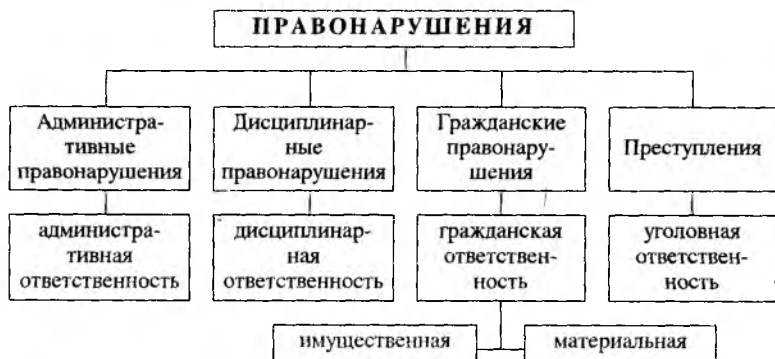 ПРАВОНАРУШЕНИЯ
Администра-
тивные
правонарушения
Дисциплинар-
ные
правонарушения
Гражданские
правонару-
шения
Преступления
администра-
тивная
ответственность
дисциплинар-
ная
ответственность
гражданская
ответствен-
ность
уголовная
ответствен-
ность
имущественная
материальная